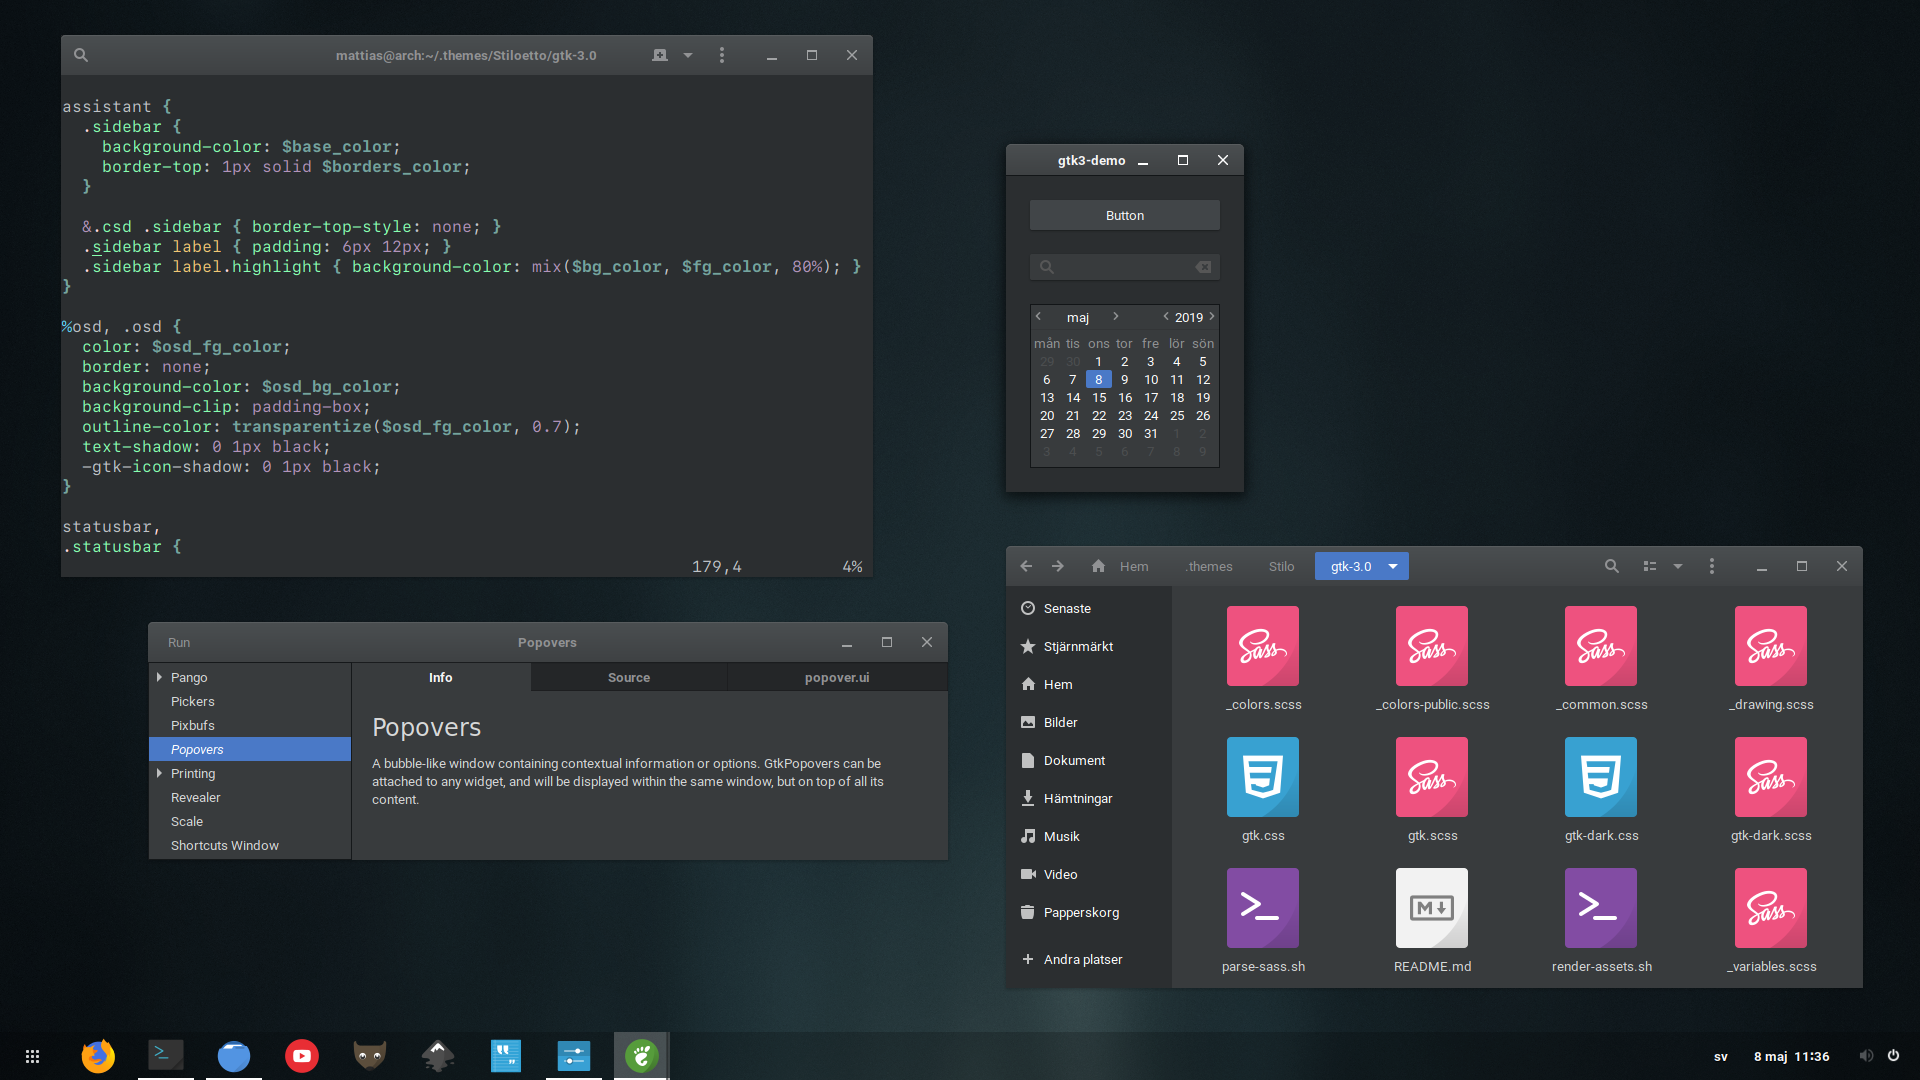 mattias@arch:~/.themes/Stiloetto/gtk-3.0
assistant {
.sidebar {
background-color: $base_color;
border-top: 1px solid $borders_color;
}
&.csd .sidebar { border-top-style: none; }
.sidebar label { padding: 6px 12px; }
.sidebar label.highlight { background-color: mix($bg_color, $fg_color, 80%); }
}
%osd, .osd {
color: $osd_fg_color;
border: none;
background-color: $osd_bg_color;
background-clip: padding-box;
outline-color: transparentize($osd_fg_color, 0.7);
text-shadow: 0 1px black;
-gtk-icon-shadow: 0 1px black;
}
statusbar,
.statusbar {
179,4 4%
gtk3-demo
Button
maj 2019
mån tis ons tor fre lör sön
29 30 1 2 3 4 5
6 7 8 9 10 11 12
13 14 15 16 17 18 19
20 21 22 23 24 25 26
27 28 29 30 31 1 2
3 4 5 6 7 8 9
Run Popovers
Pango
Pickers
Pixbufs
Popovers
Printing
Revealer
Scale
Shortcuts Window
Info Source popover.ui
Popovers
A bubble-like window containing contextual information or options. GtkPopovers can be
attached to any widget, and will be displayed within the same window, but on top of all its
content.
Hem .themes Stilo gtk-3.0
Senaste
Stjärnmärkt
Hem
Bilder
Dokument
Hämtningar
Musik
Video
Papperskorg
Andra platser
Sass Sass Sass Sass
_colors.scss _colors-public.scss _common.scss _drawing.scss
Sass Sass
gtk.css gtk.scss gtk-dark.css gtk-dark.scss
M Sass
parse-sass.sh README.md render-assets.sh _variables.scss
sv 8 maj 11:36